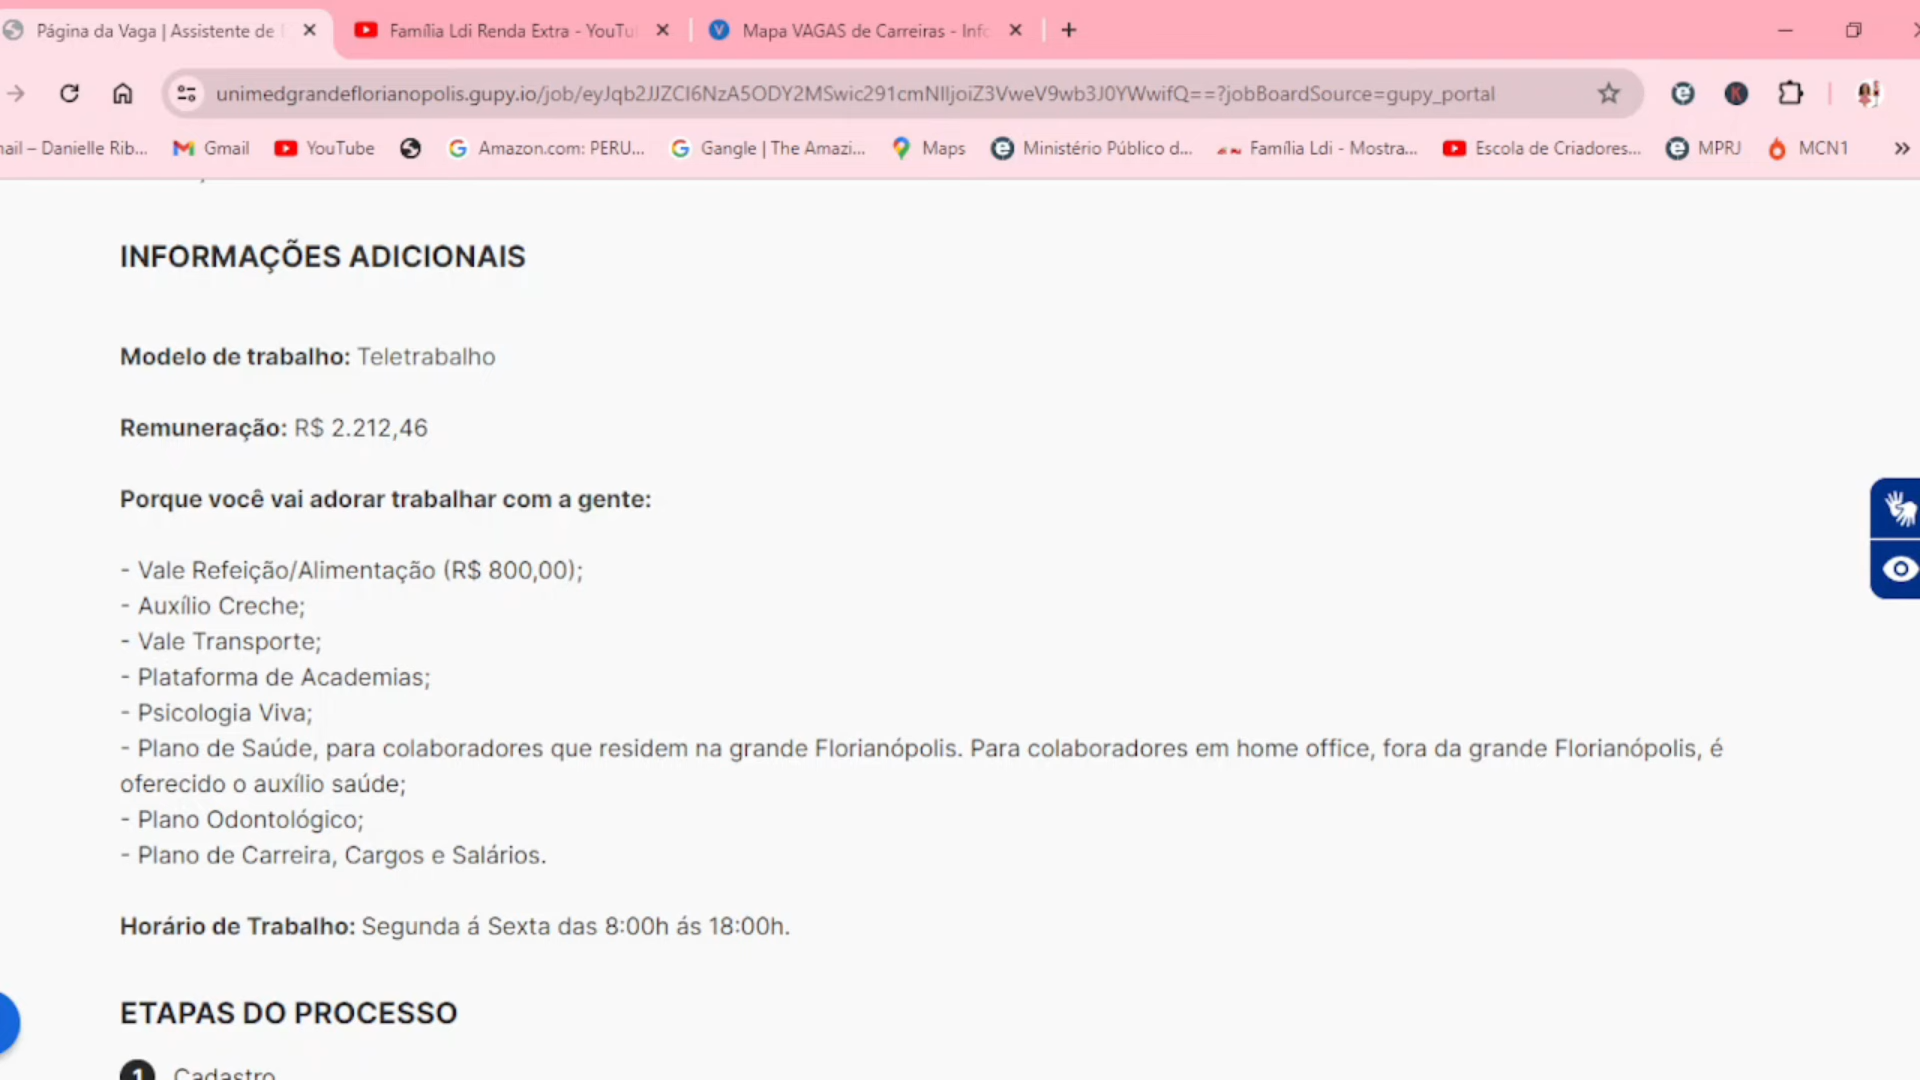 Página da Vaga | Assistente de
Família Ldi Renda Extra - YouTu
Mapa VAGAS de Carreiras - Info
unimedgrandeflorianopolis.gupy.io/job/eyJqb2JJZCI6NzA5ODY2MSwic291cmNlIjoiZ3VweV9wb3J0YWwifQ==?jobBoardSource=gupy_portal
ail – Danielle Rib...
Gmail
YouTube
Amazon.com: PERU...
Gangle | The Amazi...
Maps
Ministério Público d...
Família Ldi - Mostra...
Escola de Criadores...
MPRJ
MCN1
INFORMAÇÕES ADICIONAIS
Modelo de trabalho: Teletrabalho
Remuneração: R$ 2.212,46
Porque você vai adorar trabalhar com a gente:
- Vale Refeição/Alimentação (R$ 800,00);
- Auxílio Creche;
- Vale Transporte;
- Plataforma de Academias;
- Psicologia Viva;
- Plano de Saúde, para colaboradores que residem na grande Florianópolis. Para colaboradores em home office, fora da grande Florianópolis, é
oferecido o auxílio saúde;
- Plano Odontológico;
- Plano de Carreira, Cargos e Salários.
Horário de Trabalho: Segunda á Sexta das 8:00h ás 18:00h.
ETAPAS DO PROCESSO
1 Cadastro